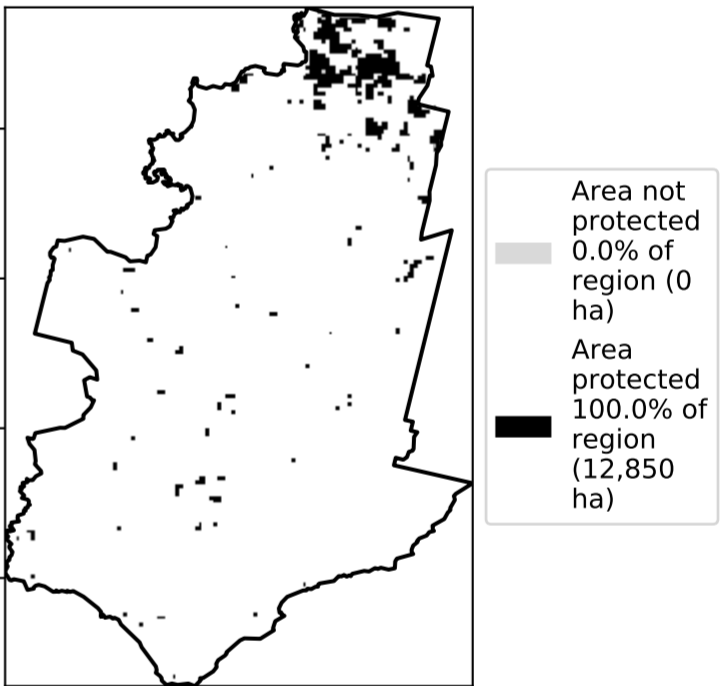 Area not
protected
0.0% of
region (0
ha)
Area
protected
100.0% of
region
(12,850
ha)